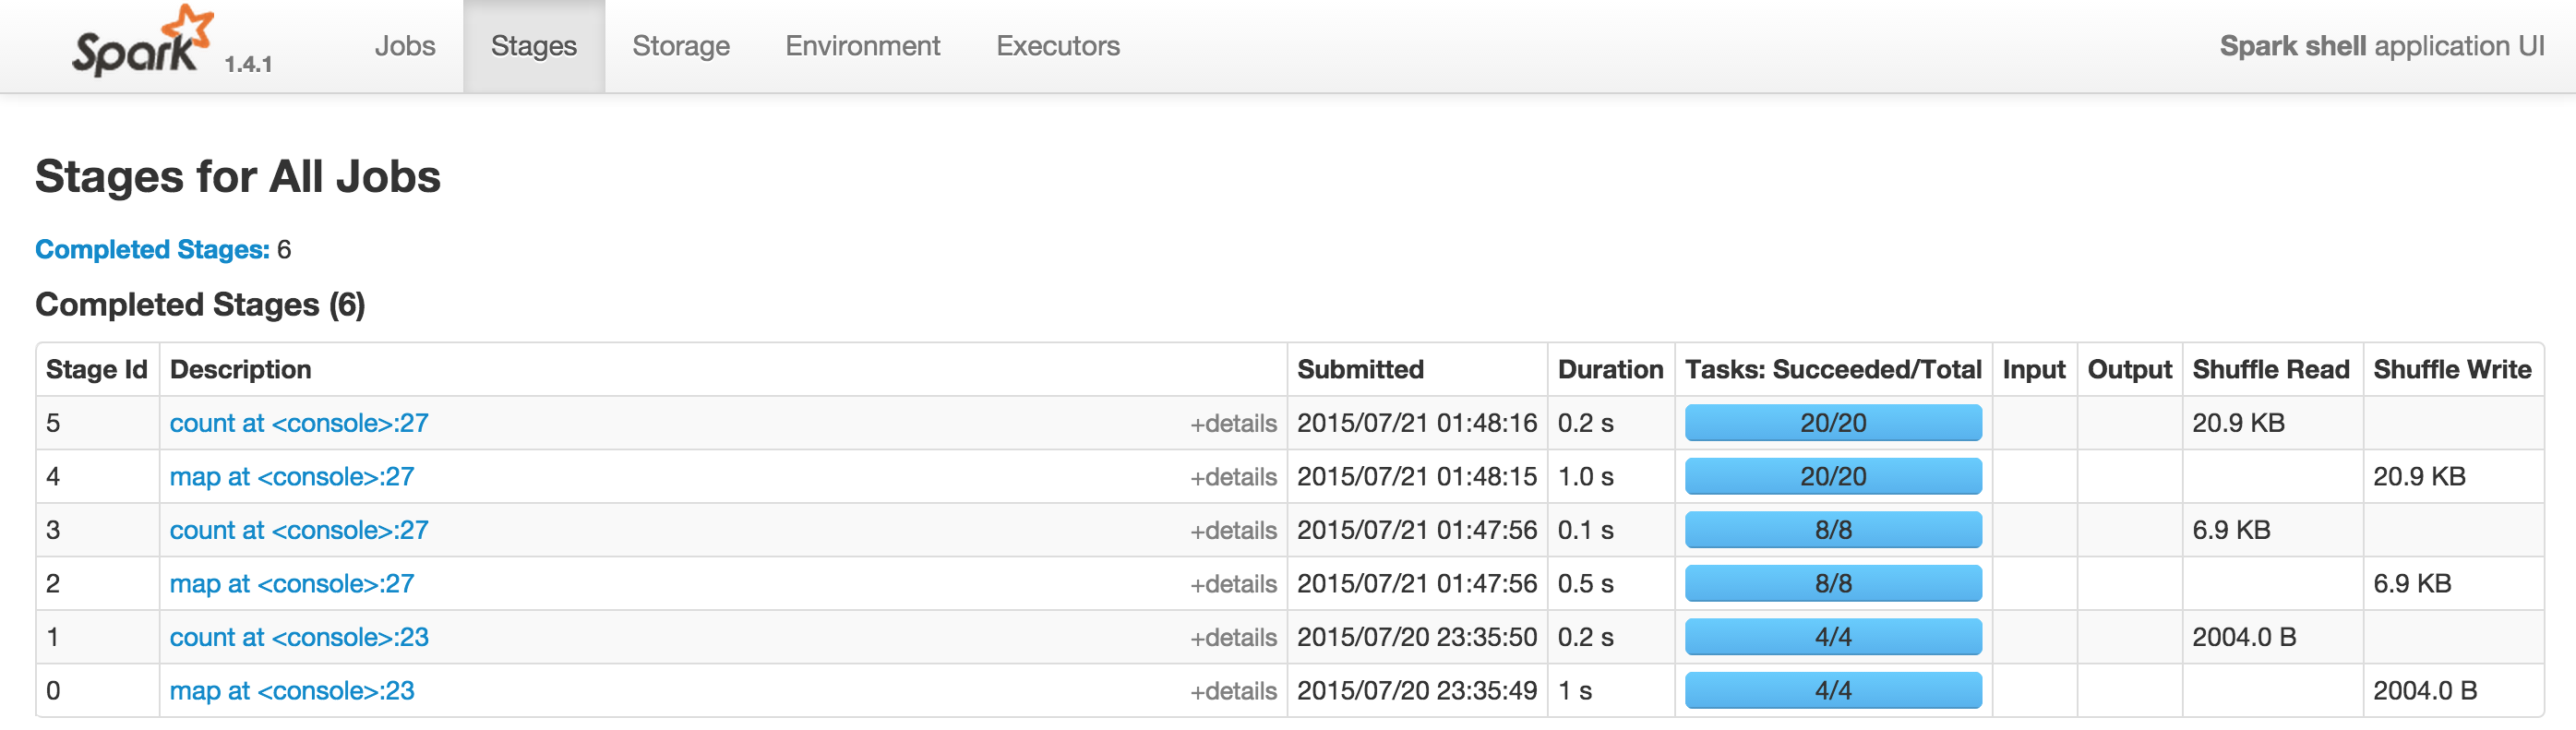 Spark 1.4.1 Jobs Stages Storage Environment Executors Spark shell application UI
Stages for All Jobs
Completed Stages: 6
Completed Stages (6)
Stage Id Description Submitted Duration Tasks: Succeeded/Total Input Output Shuffle Read Shuffle Write
5 count at <console>:27 +details 2015/07/21 01:48:16 0.2 s 20/20 20.9 KB
4 map at <console>:27 +details 2015/07/21 01:48:15 1.0 s 20/20 20.9 KB
3 count at <console>:27 +details 2015/07/21 01:47:56 0.1 s 8/8 6.9 KB
2 map at <console>:27 +details 2015/07/21 01:47:56 0.5 s 8/8 6.9 KB
1 count at <console>:23 +details 2015/07/20 23:35:50 0.2 s 4/4 2004.0 B
0 map at <console>:23 +details 2015/07/20 23:35:49 1 s 4/4 2004.0 B